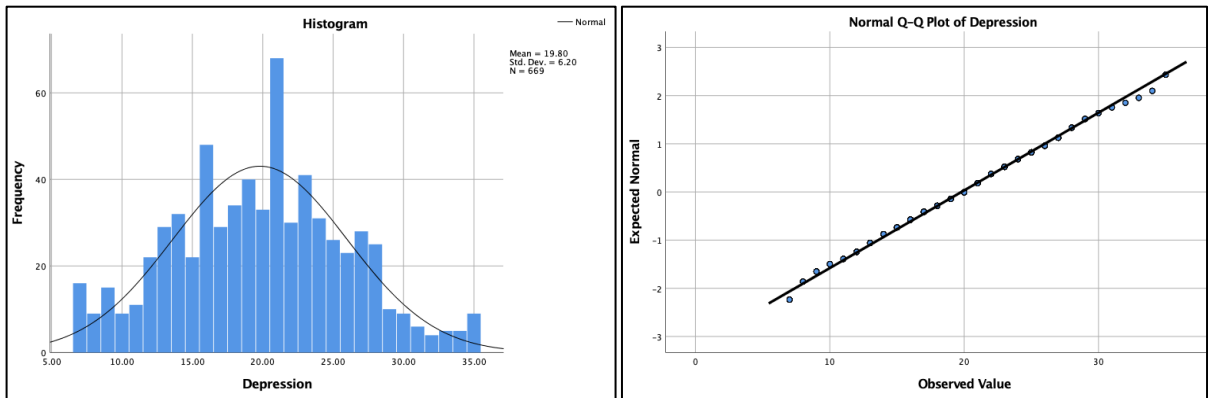 Histogram
Normal
Mean = 19.80
Std. Dev. = 6.20
N = 669
Frequency
60
40
20
0
5.00 10.00 15.00 20.00 25.00 30.00 35.00
Depression
Normal Q-Q Plot of Depression
Expected Normal
3
2
1
0
-1
-2
-3
0 10 20 30
Observed Value